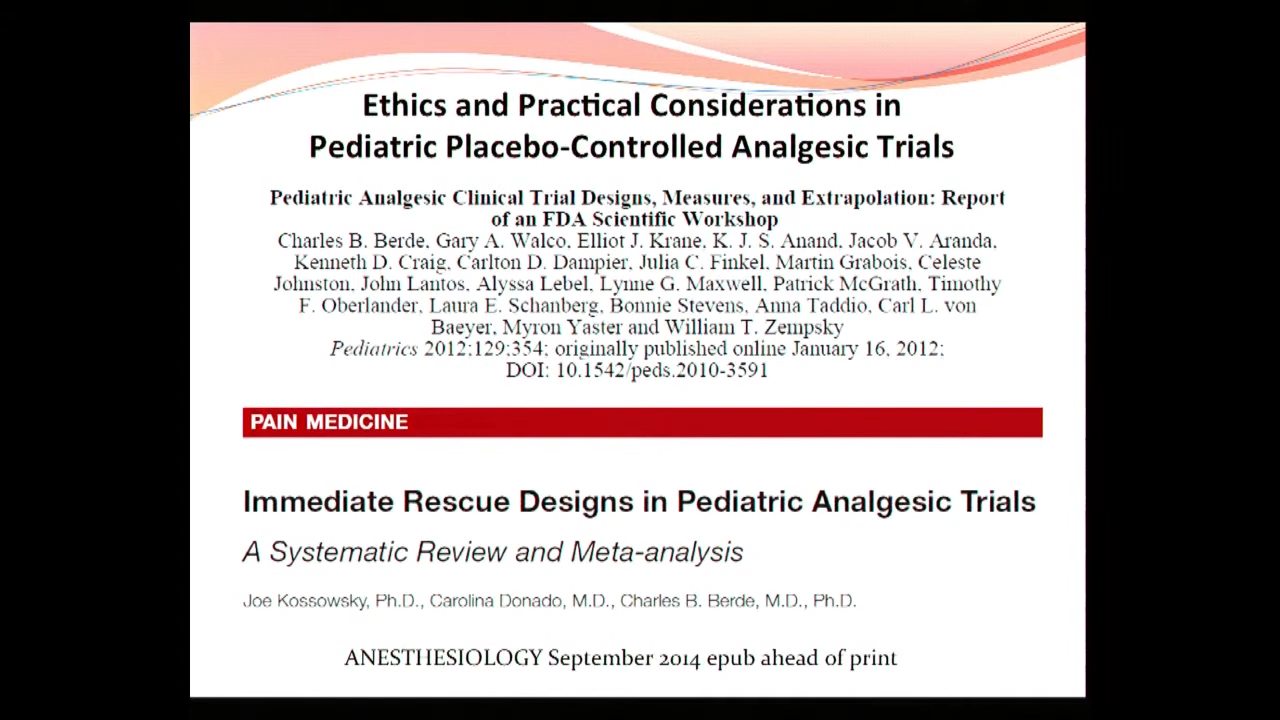 Ethics and Practical Considerations in
Pediatric Placebo-Controlled Analgesic Trials
Pediatric Analgesic Clinical Trial Designs, Measures, and Extrapolation: Report
of an FDA Scientific Workshop
Charles B. Berde, Gary A. Walco, Elliot J. Krane, K. J. S. Anand, Jacob V. Aranda,
Kenneth D. Craig, Carlton D. Dampier, Julia C. Finkel, Martin Grabois, Celeste
Johnston, John Lantos, Alyssa Lebel, Lynne G. Maxwell, Patrick McGrath, Timothy
F. Oberlander, Laura E. Schanberg, Bonnie Stevens, Anna Taddio, Carl L. von
Baeyer, Myron Yaster and William T. Zempsky
Pediatrics 2012;129;354; originally published online January 16, 2012;
DOI: 10.1542/peds.2010-3591
PAIN MEDICINE
Immediate Rescue Designs in Pediatric Analgesic Trials
A Systematic Review and Meta-analysis
Joe Kossowsky, Ph.D., Carolina Donado, M.D., Charles B. Berde, M.D., Ph.D.
ANESTHESIOLOGY September 2014 epub ahead of print